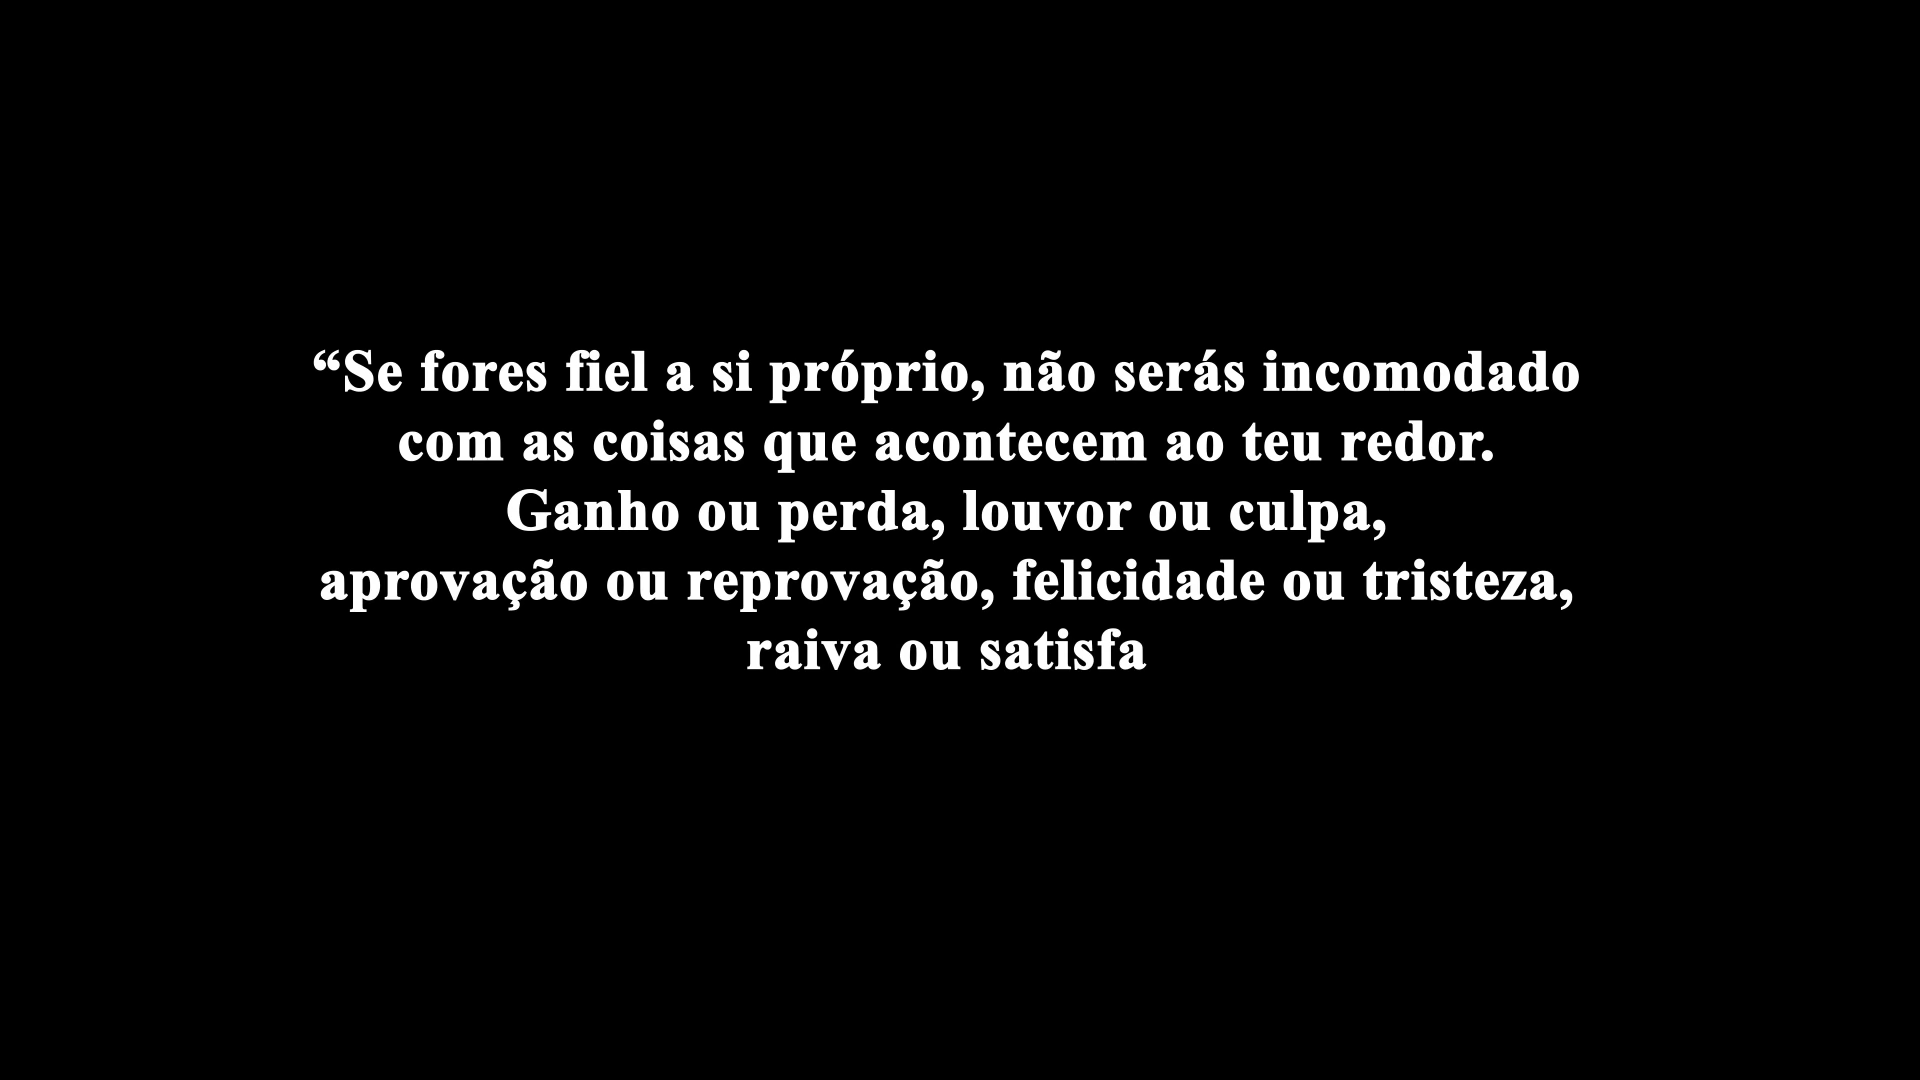 “Se fores fiel a si próprio, não serás incomodado
com as coisas que acontecem ao teu redor.
Ganho ou perda, louvor ou culpa,
aprovação ou reprovação, felicidade ou tristeza,
raiva ou satisfa